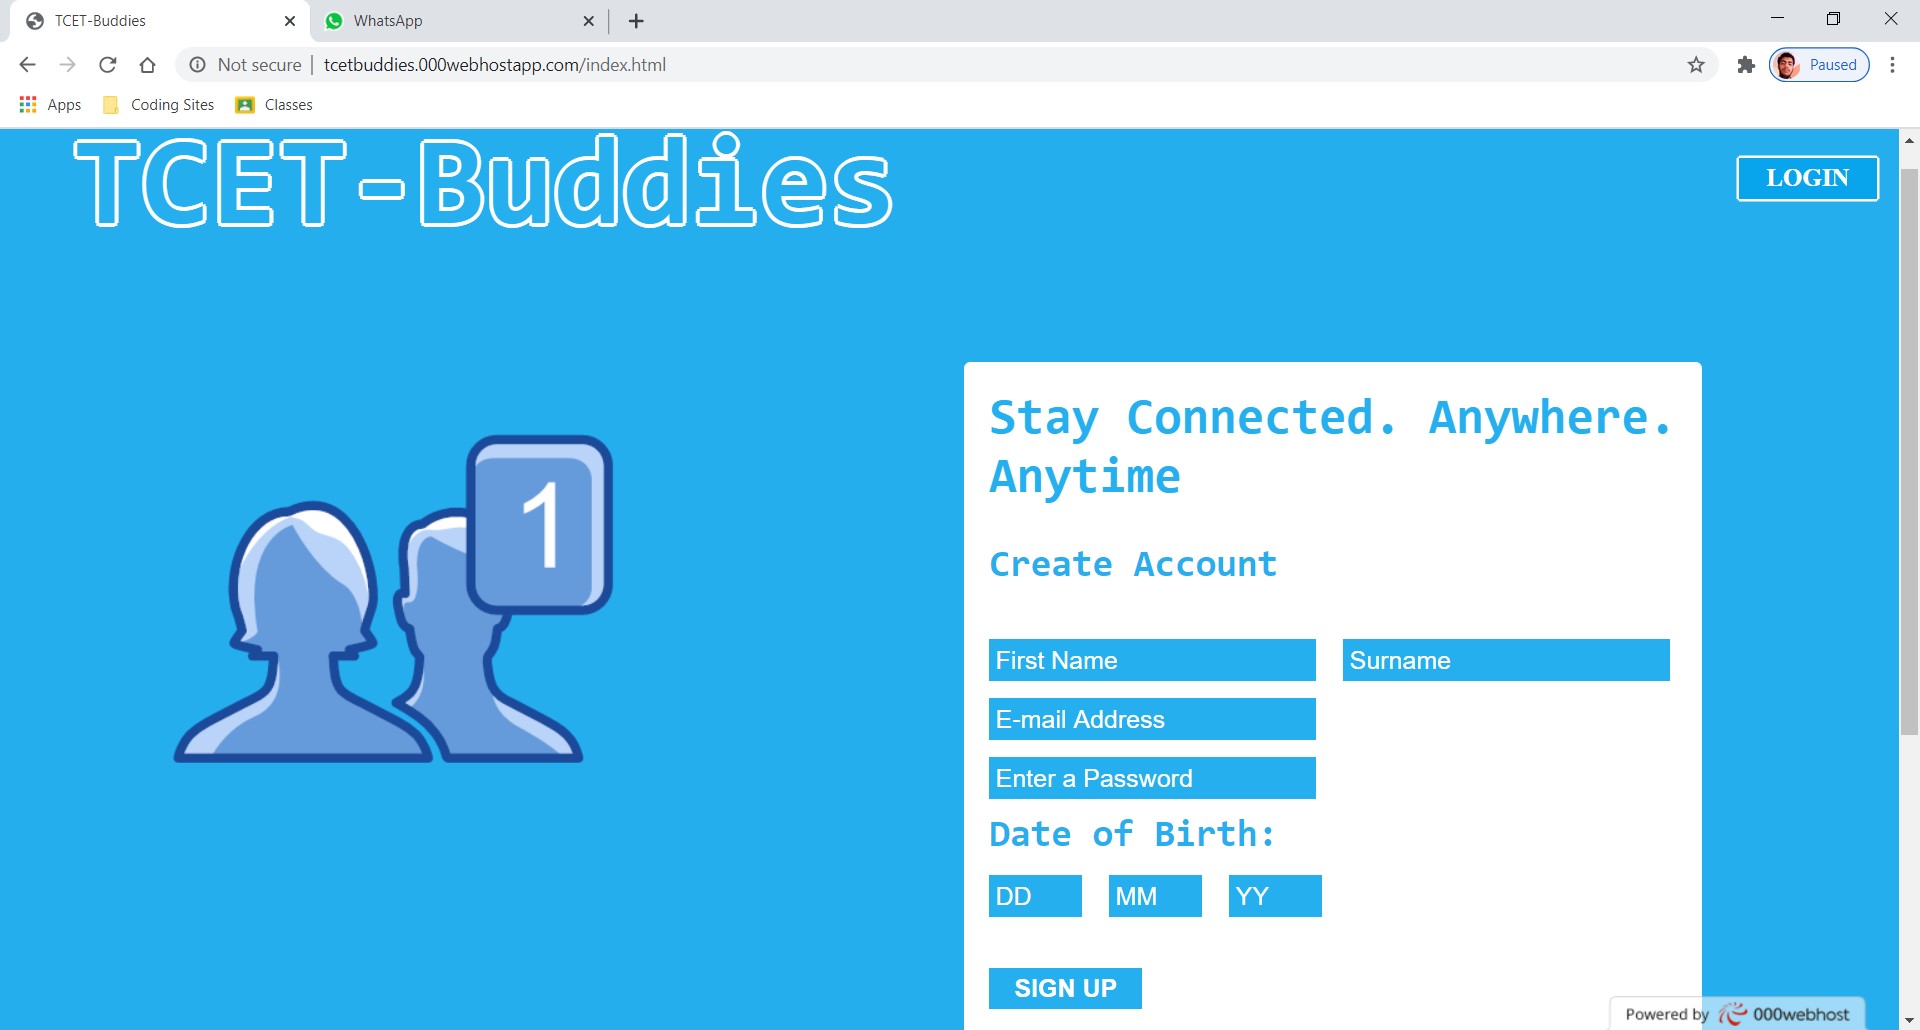 TCET-Buddies
WhatsApp
Not secure
tcetbuddies.000webhostapp.com/index.html
Paused
Apps
Coding Sites
Classes
TCET-Buddies
LOGIN
1
Stay Connected. Anywhere.
Anytime
Create Account
First Name
Surname
E-mail Address
Enter a Password
Date of Birth:
DD
MM
YY
SIGN UP
Powered by 000webhost